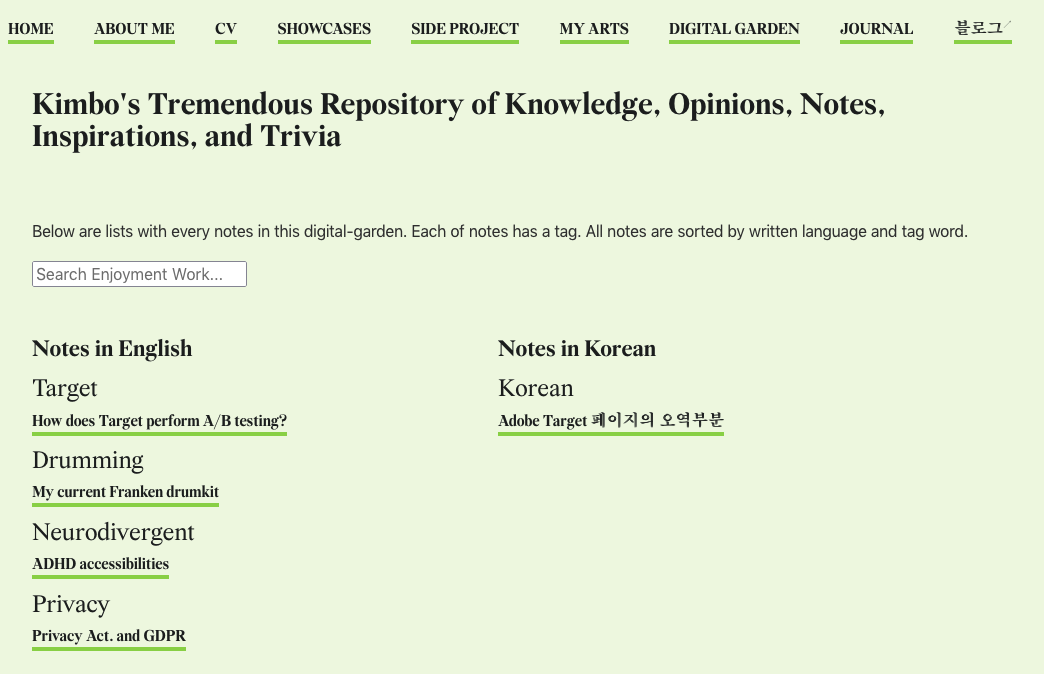 HOME ABOUT ME CV SHOWCASES SIDE PROJECT MY ARTS DIGITAL GARDEN JOURNAL 블로그↗
Kimbo's Tremendous Repository of Knowledge, Opinions, Notes,
Inspirations, and Trivia
Below are lists with every notes in this digital-garden. Each of notes has a tag. All notes are sorted by written language and tag word.
Search Enjoyment Work...
Notes in English
Target
How does Target perform A/B testing?
Drumming
My current Franken drumkit
Neurodivergent
ADHD accessibilities
Privacy
Privacy Act. and GDPR
Notes in Korean
Korean
Adobe Target 페이지의 오역부분